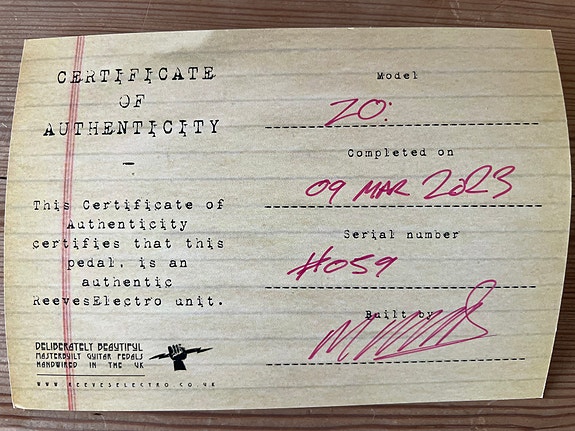 CERTIFICATE
OF
AUTHENTICITY
—
This Certificate of
Authenticity
certifies that this
pedal, is an
authentic
ReevesElectro unit.
DELIBERATELY BEAUTIFUL
MASTERBUILT GUITAR PEDALS
HANDWIRED IN THE UK
WWW.REEVESELECTRO.CO.UK
Model
ZO:
Completed on
09 MAR 2023
Serial number
#059
Built by